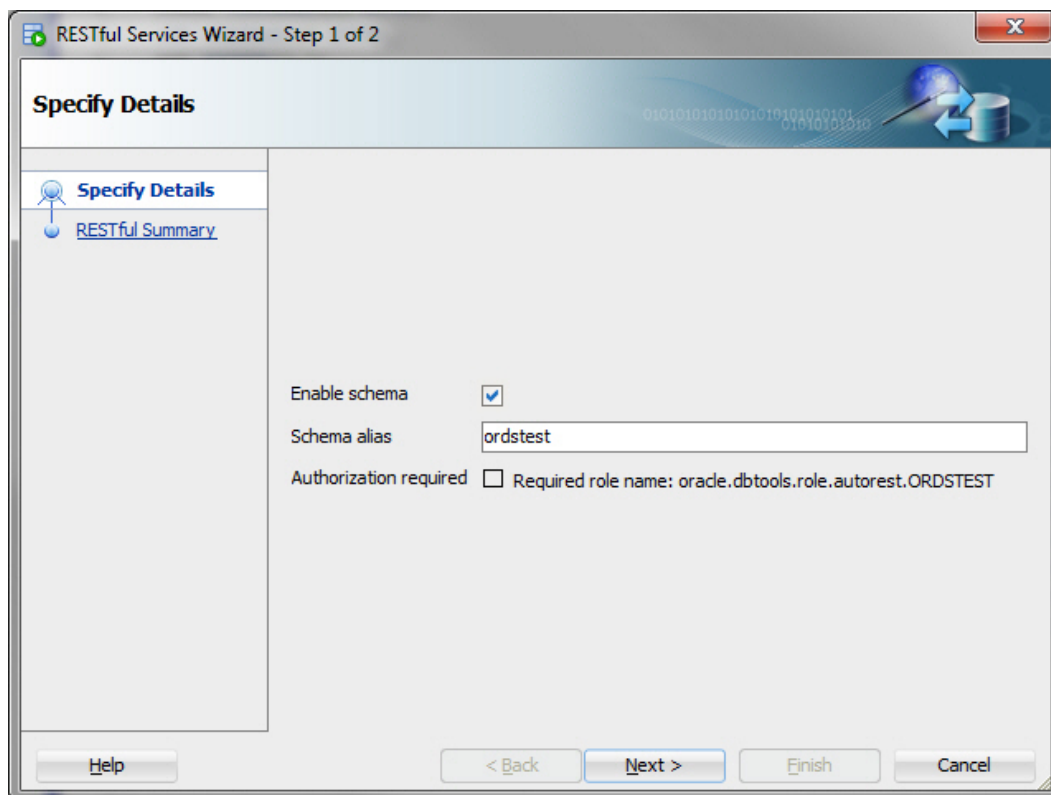 RESTful Services Wizard - Step 1 of 2
X
Specify Details
0101010101010101010101010101
01010101010
Specify Details
RESTful Summary
Enable schema
Schema alias ordstest
Authorization required Required role name: oracle.dbtools.role.autorest.ORDSTEST
Help < Back Next > Finish Cancel